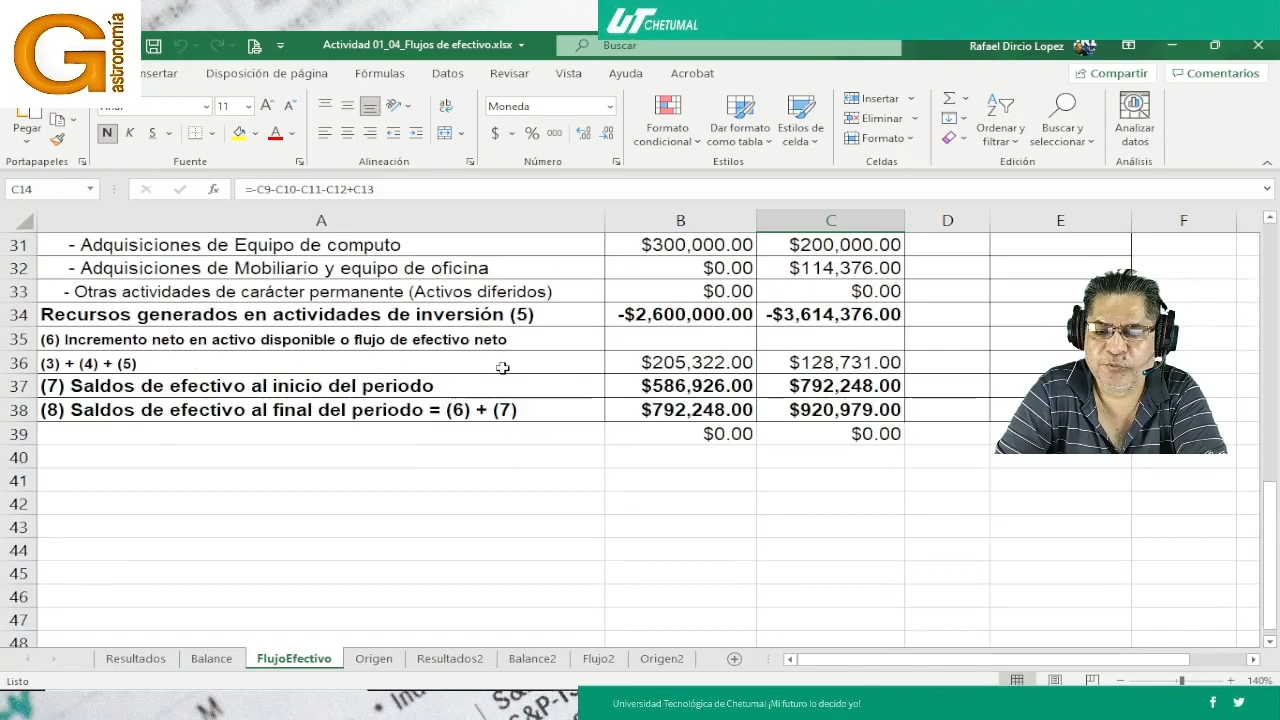 G
astronomía
UT
CHETUMAL
Actividad 01_04_Flujos de efectivo.xlsx
Buscar
Rafael Dircio Lopez
nsertar
Disposición de página
Fórmulas
Datos
Revisar
Vista
Ayuda
Acrobat
Compartir
Comentarios
Pegar
11
N K S
Moneda
$ % 000
Formato condicional
Dar formato como tabla
Estilos de celda
Insertar
Eliminar
Formato
Ordenar y filtrar
Buscar y seleccionar
Analizar datos
Portapapeles
Fuente
Alineación
Número
Estilos
Celdas
Edición
Análisis
C14
fx
=-C9-C10-C11-C12+C13
A B C D E F
31 - Adquisiciones de Equipo de computo $300,000.00 $200,000.00
32 - Adquisiciones de Mobiliario y equipo de oficina $0.00 $114,376.00
33 - Otras actividades de carácter permanente (Activos diferidos) $0.00 $0.00
34 Recursos generados en actividades de inversión (5) -$2,600,000.00 -$3,614,376.00
35 (6) Incremento neto en activo disponible o flujo de efectivo neto
36 (3) + (4) + (5) $205,322.00 $128,731.00
37 (7) Saldos de efectivo al inicio del periodo $586,926.00 $792,248.00
38 (8) Saldos de efectivo al final del periodo = (6) + (7) $792,248.00 $920,979.00
39 $0.00 $0.00
40
41
42
43
44
45
46
47
48
Resultados
Balance
FlujoEfectivo
Origen
Resultados2
Balance2
Flujo2
Origen2
Listo
140%
Universidad Tecnológica de Chetumal ¡Mi futuro lo decido yo!